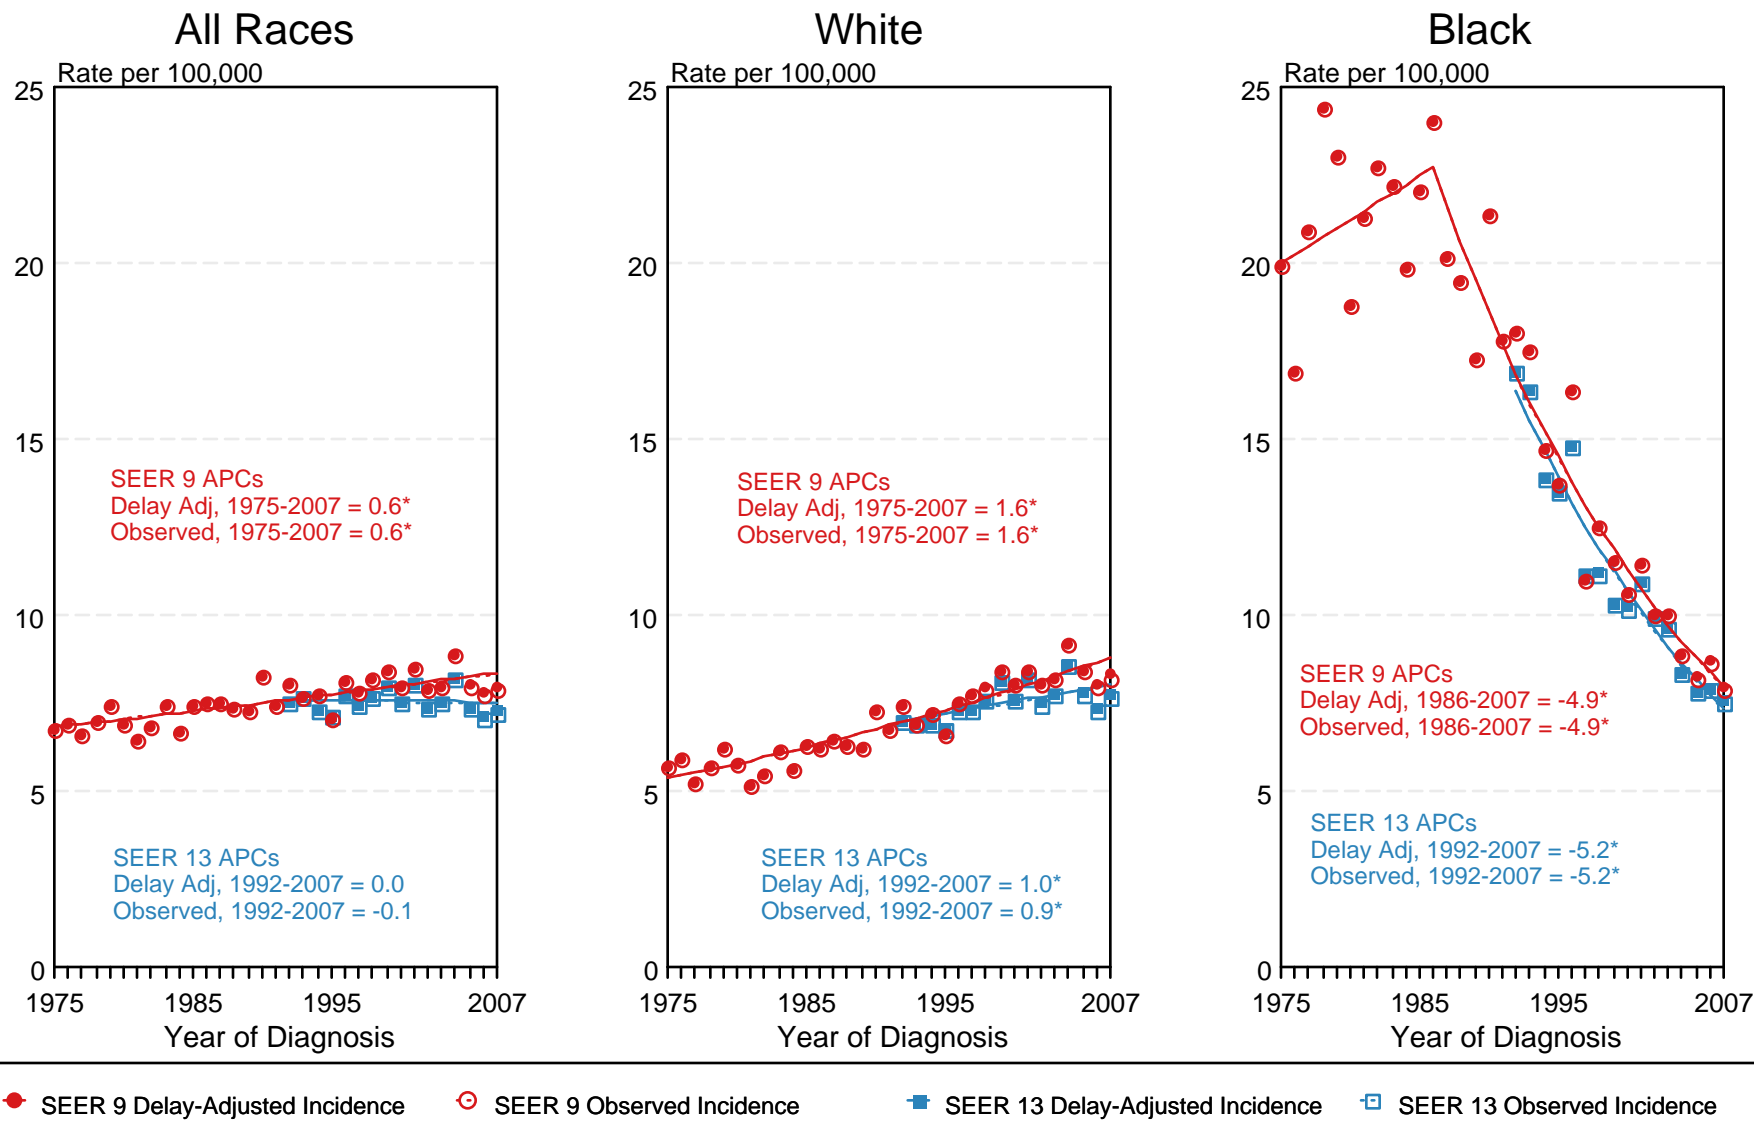 All Races
Rate per 100,000
25
20
15
10
5
0
SEER 9 APCs
Delay Adj, 1975-2007 = 0.6*
Observed, 1975-2007 = 0.6*
SEER 13 APCs
Delay Adj, 1992-2007 = 0.0
Observed, 1992-2007 = -0.1
1975 1985 1995 2007
Year of Diagnosis
White
Rate per 100,000
25
20
15
10
5
0
SEER 9 APCs
Delay Adj, 1975-2007 = 1.6*
Observed, 1975-2007 = 1.6*
SEER 13 APCs
Delay Adj, 1992-2007 = 1.0*
Observed, 1992-2007 = 0.9*
1975 1985 1995 2007
Year of Diagnosis
Black
Rate per 100,000
25
20
15
10
5
0
SEER 9 APCs
Delay Adj, 1986-2007 = -4.9*
Observed, 1986-2007 = -4.9*
SEER 13 APCs
Delay Adj, 1992-2007 = -5.2*
Observed, 1992-2007 = -5.2*
1975 1985 1995 2007
Year of Diagnosis
SEER 9 Delay-Adjusted Incidence SEER 9 Observed Incidence SEER 13 Delay-Adjusted Incidence SEER 13 Observed Incidence